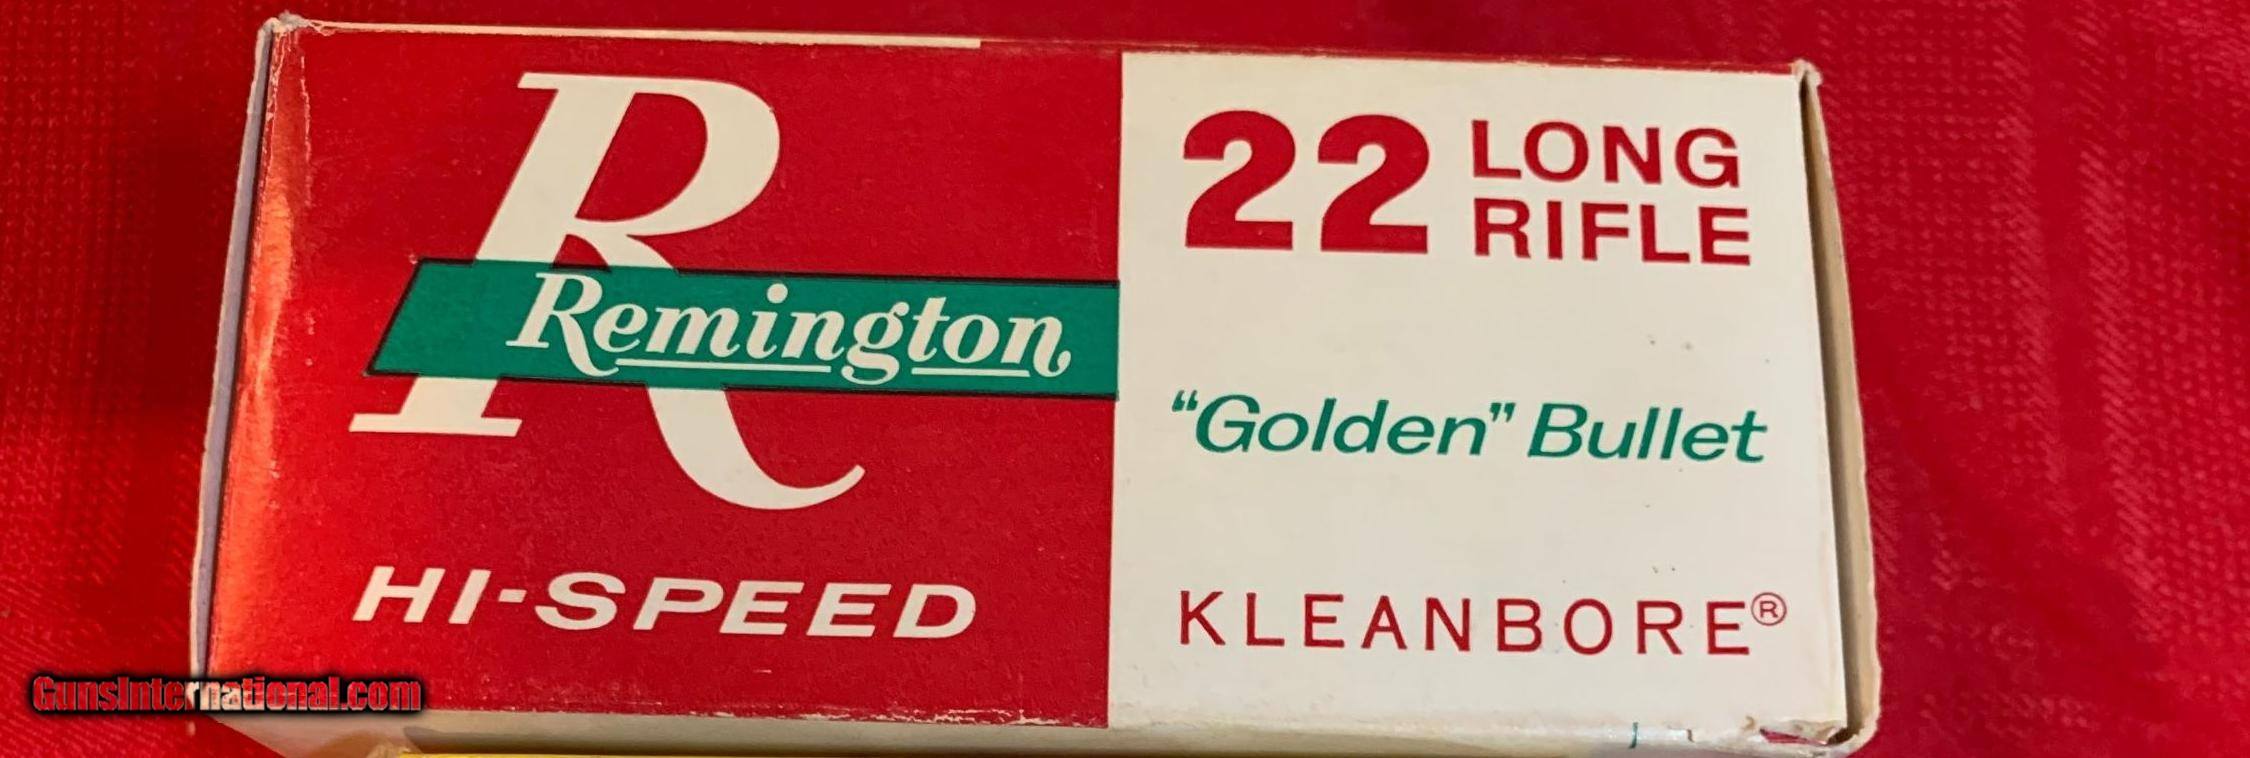 R
Remington
HI-SPEED
22 LONG
RIFLE
“Golden” Bullet
KLEANBORE®
GunsInternational.com